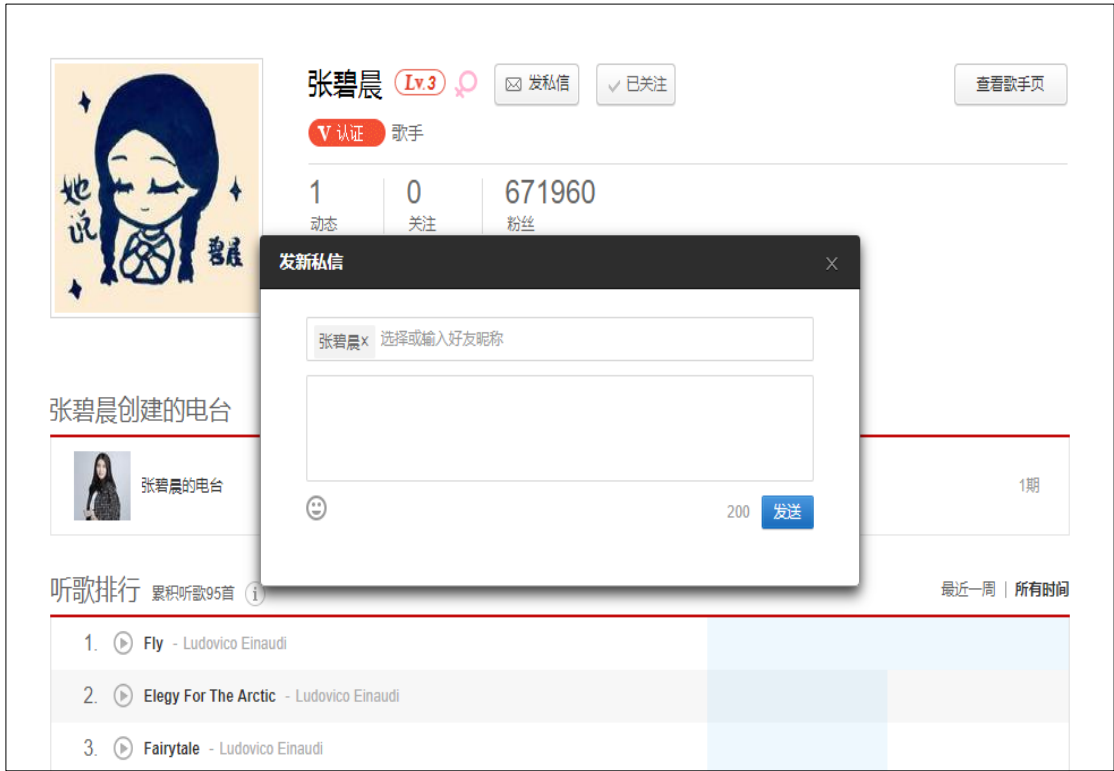 张碧晨 Lv.3 发私信 已关注 查看歌手页
V 认证 歌手
1 0 671960
动态 关注 粉丝
她说
碧晨
发新私信 X
张碧晨x 选择或输入好友昵称
200 发送
张碧晨创建的电台
张碧晨的电台 1期
听歌排行 累积听歌95首 i 最近一周 | 所有时间
1. Fly - Ludovico Einaudi
2. Elegy For The Arctic - Ludovico Einaudi
3. Fairytale - Ludovico Einaudi